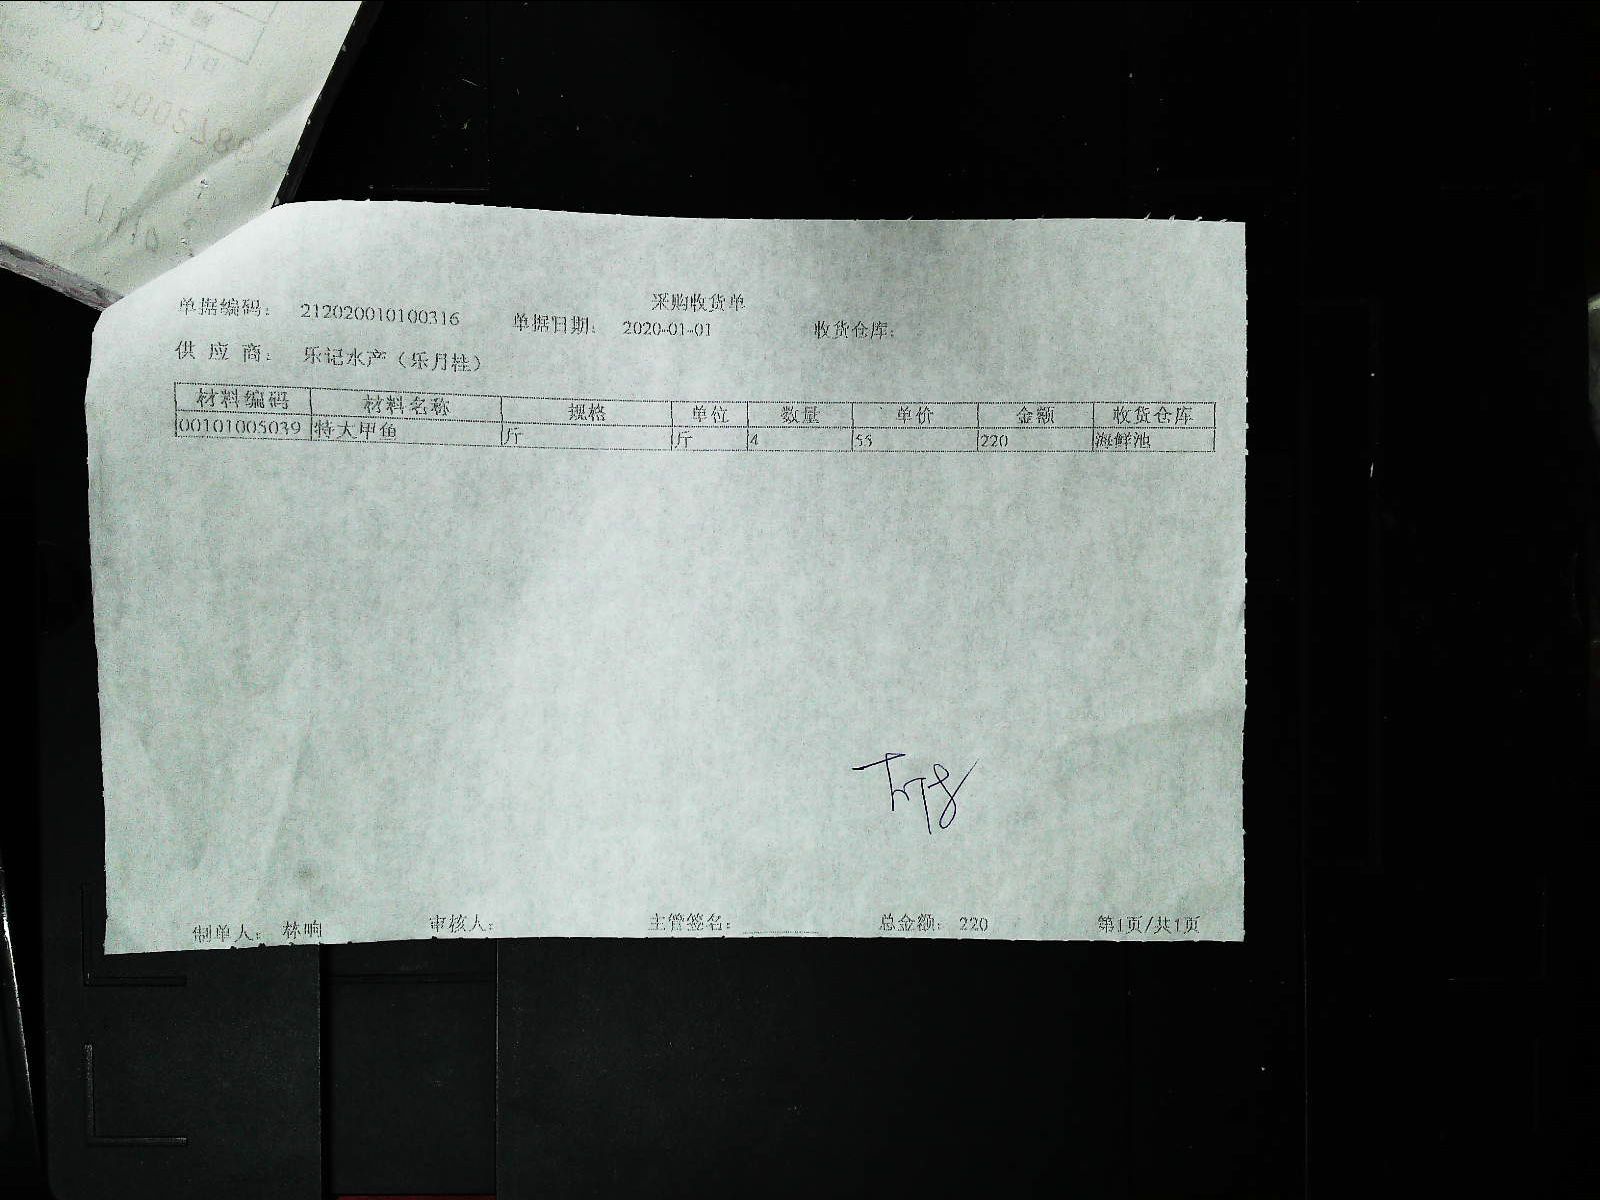 采购收货单
单据编码： 212020010100316 单据日期： 2020-01-01 收货仓库：
供 应 商： 乐记水产（乐月桂）
材料编码 材料名称 规格 单位 数量 单价 金额 收货仓库
00101005039 特大甲鱼 斤 斤 4 55 220 海鲜池
制单人： 林响 审核人： 主管签名： 总金额： 220 第1页/共1页